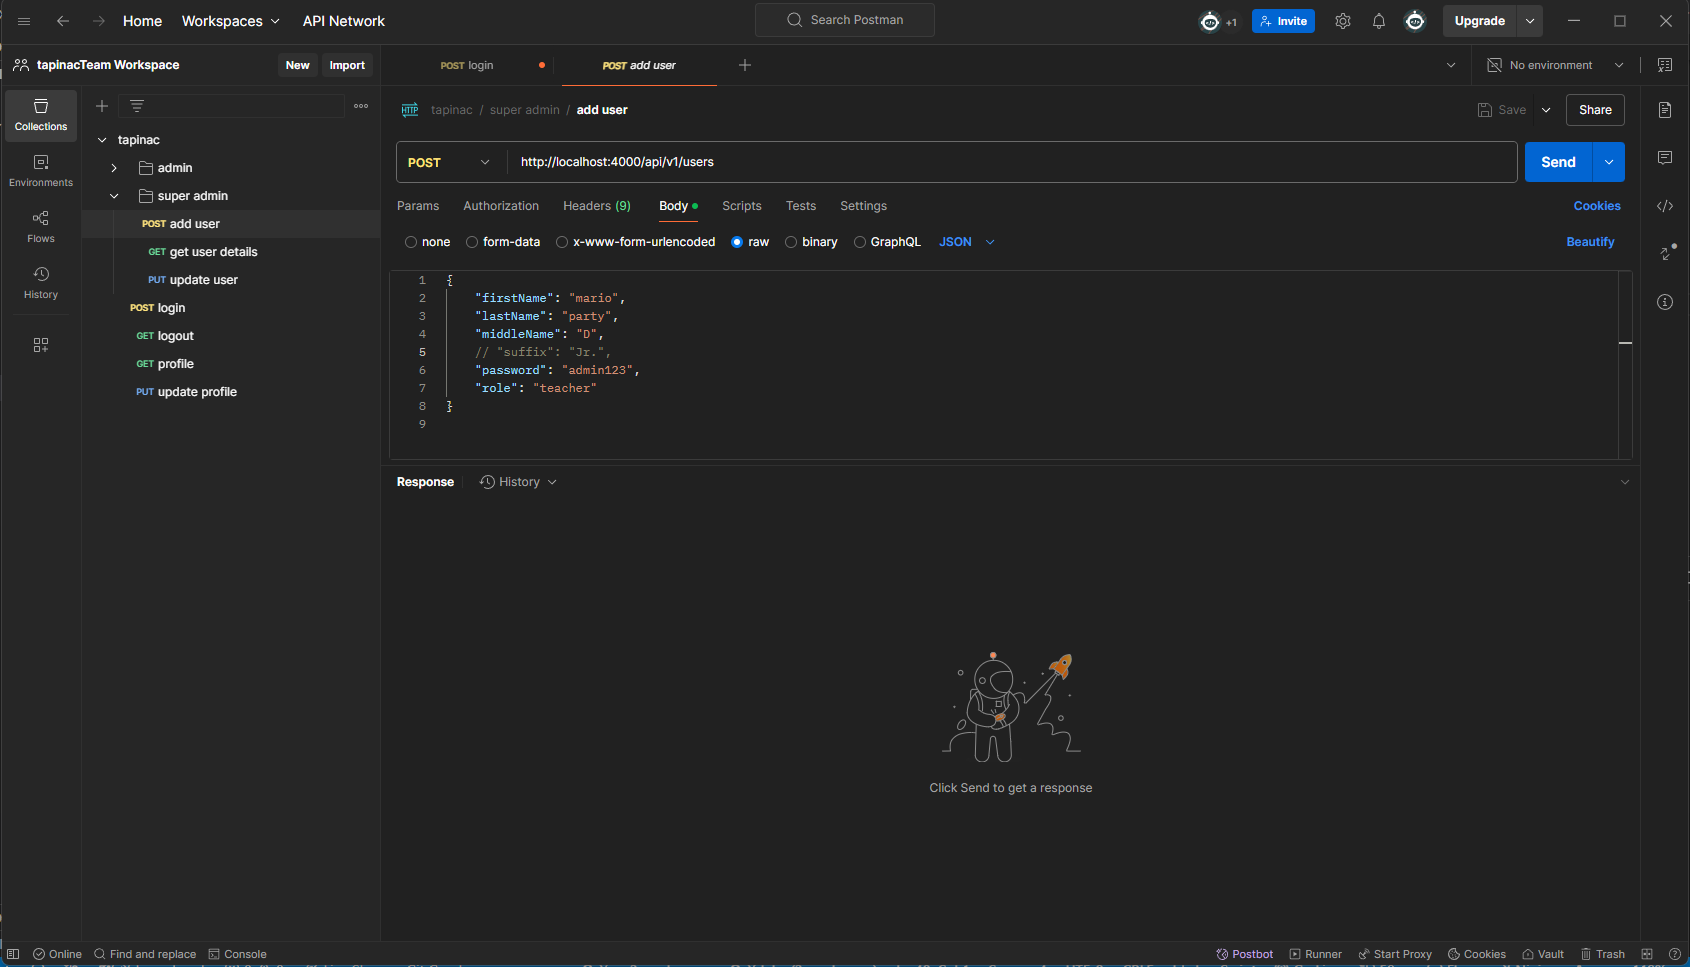 Home Workspaces API Network Search Postman +1 Invite Upgrade
tapinacTeam Workspace New Import POST login POST add user No environment
Collections
Environments
Flows
History
tapinac
admin
super admin
POST add user
GET get user details
PUT update user
POST login
GET logout
GET profile
PUT update profile
HTTP tapinac / super admin / add user Save Share
POST http://localhost:4000/api/v1/users Send
Params Authorization Headers (9) Body Scripts Tests Settings Cookies
none form-data x-www-form-urlencoded raw binary GraphQL JSON Beautify
1 {
2 "firstName": "mario",
3 "lastName": "party",
4 "middleName": "D",
5 // "suffix": "Jr.",
6 "password": "admin123",
7 "role": "teacher"
8 }
9
Response History
Click Send to get a response
Online Find and replace Console Postbot Runner Start Proxy Cookies Vault Trash